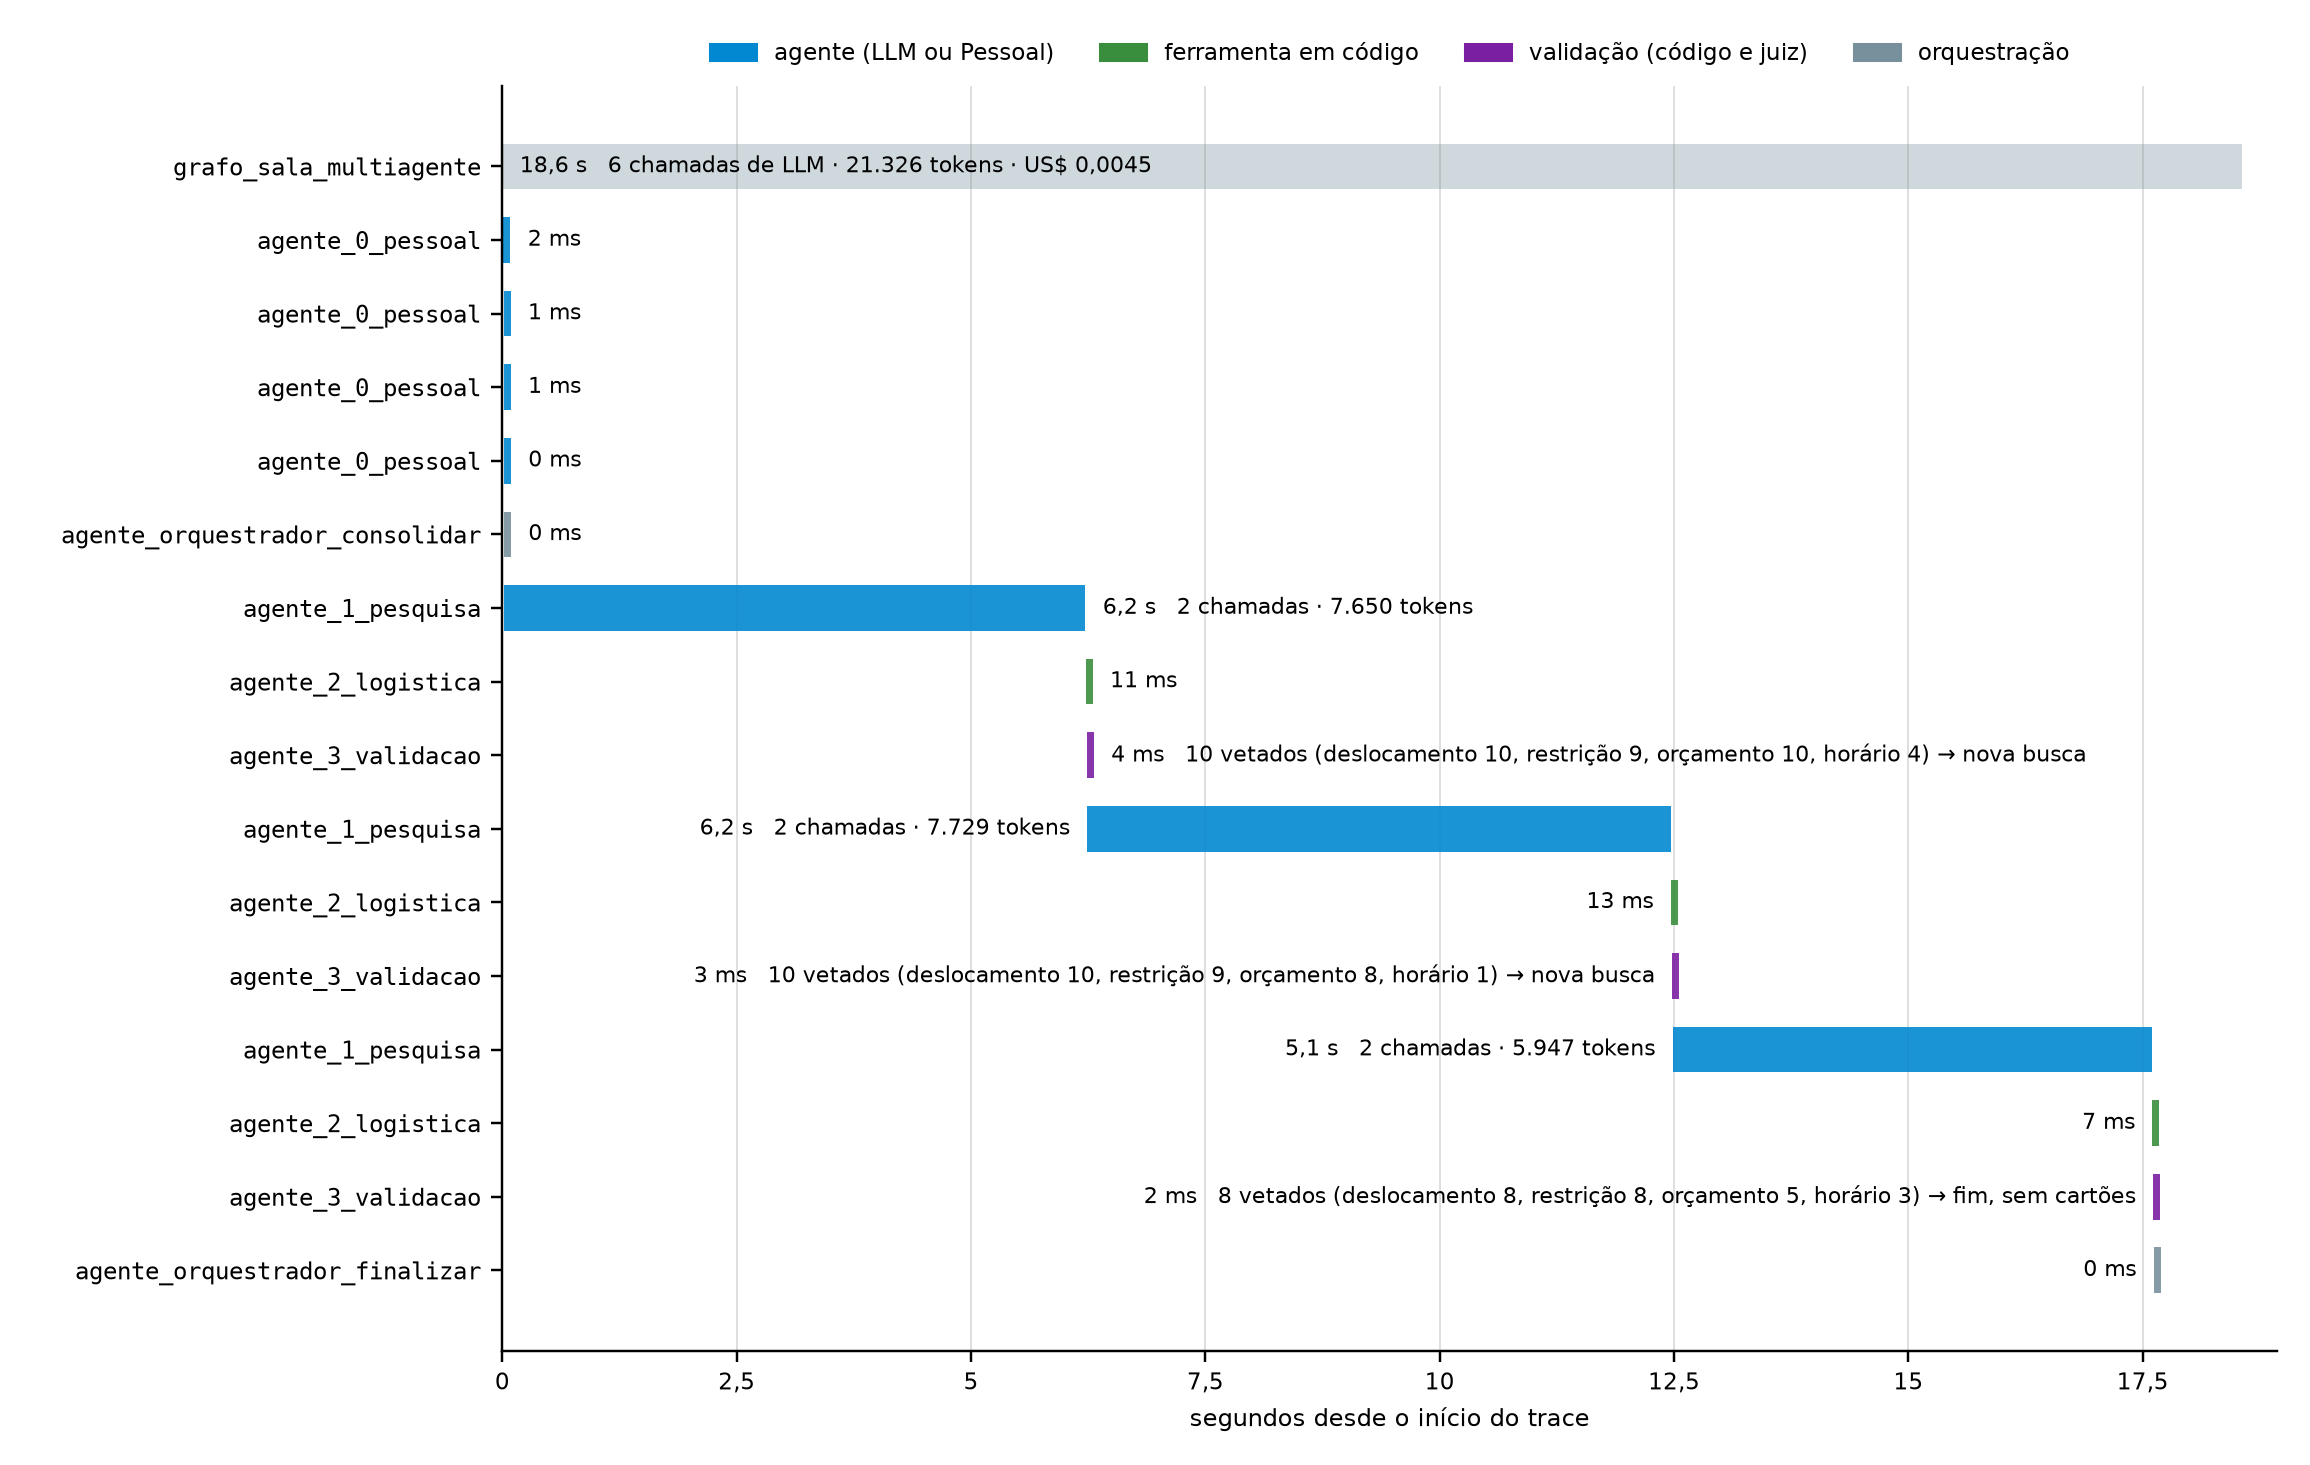 agente (LLM ou Pessoal) ferramenta em código validação (código e juiz) orquestração
grafo_sala_multiagente 18,6 s 6 chamadas de LLM · 21.326 tokens · US$ 0,0045
agente_0_pessoal 2 ms
agente_0_pessoal 1 ms
agente_0_pessoal 1 ms
agente_0_pessoal 0 ms
agente_orquestrador_consolidar 0 ms
agente_1_pesquisa 6,2 s 2 chamadas · 7.650 tokens
agente_2_logistica 11 ms
agente_3_validacao 4 ms 10 vetados (deslocamento 10, restrição 9, orçamento 10, horário 4) → nova busca
agente_1_pesquisa 6,2 s 2 chamadas · 7.729 tokens
agente_2_logistica 13 ms
agente_3_validacao 3 ms 10 vetados (deslocamento 10, restrição 9, orçamento 8, horário 1) → nova busca
agente_1_pesquisa 5,1 s 2 chamadas · 5.947 tokens
agente_2_logistica 7 ms
agente_3_validacao 2 ms 8 vetados (deslocamento 8, restrição 8, orçamento 5, horário 3) → fim, sem cartões
agente_orquestrador_finalizar 0 ms
0 2,5 5 7,5 10 12,5 15 17,5
segundos desde o início do trace